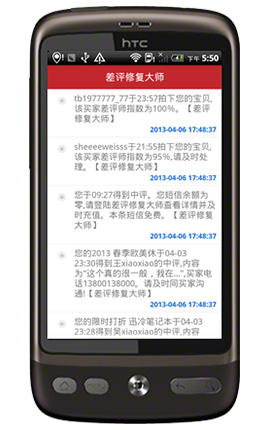 hTC
下午 5:50
差评修复大师
tb1977777_77于23:57拍下您的宝贝,
该买家差评师指数为100%。【差评
修复大师】
2013-04-06 17:48:37
sheeeeweisss于21:55拍下您的宝贝,
该买家差评师指数为95%,请及时处
理。【差评修复大师】
2013-04-06 17:48:37
您于09:27得到中评。您短信余额为
零,请登陆差评修复大师查看详情并及
时充值。本条短信免费。【差评修复大
师】
2013-04-06 17:48:37
您的2013 春季欧美休于04-03
23:30得到王xiaoxiao的中评,内容
为“这个真的很一般，我在...”,买家电
话13800138000。请及时同买家沟
通!【差评修复大师】
2013-04-06 17:48:37
您的限时打折 迅冷笔记本于04-03
23:28得到吴xiaoxiao的中评,内容